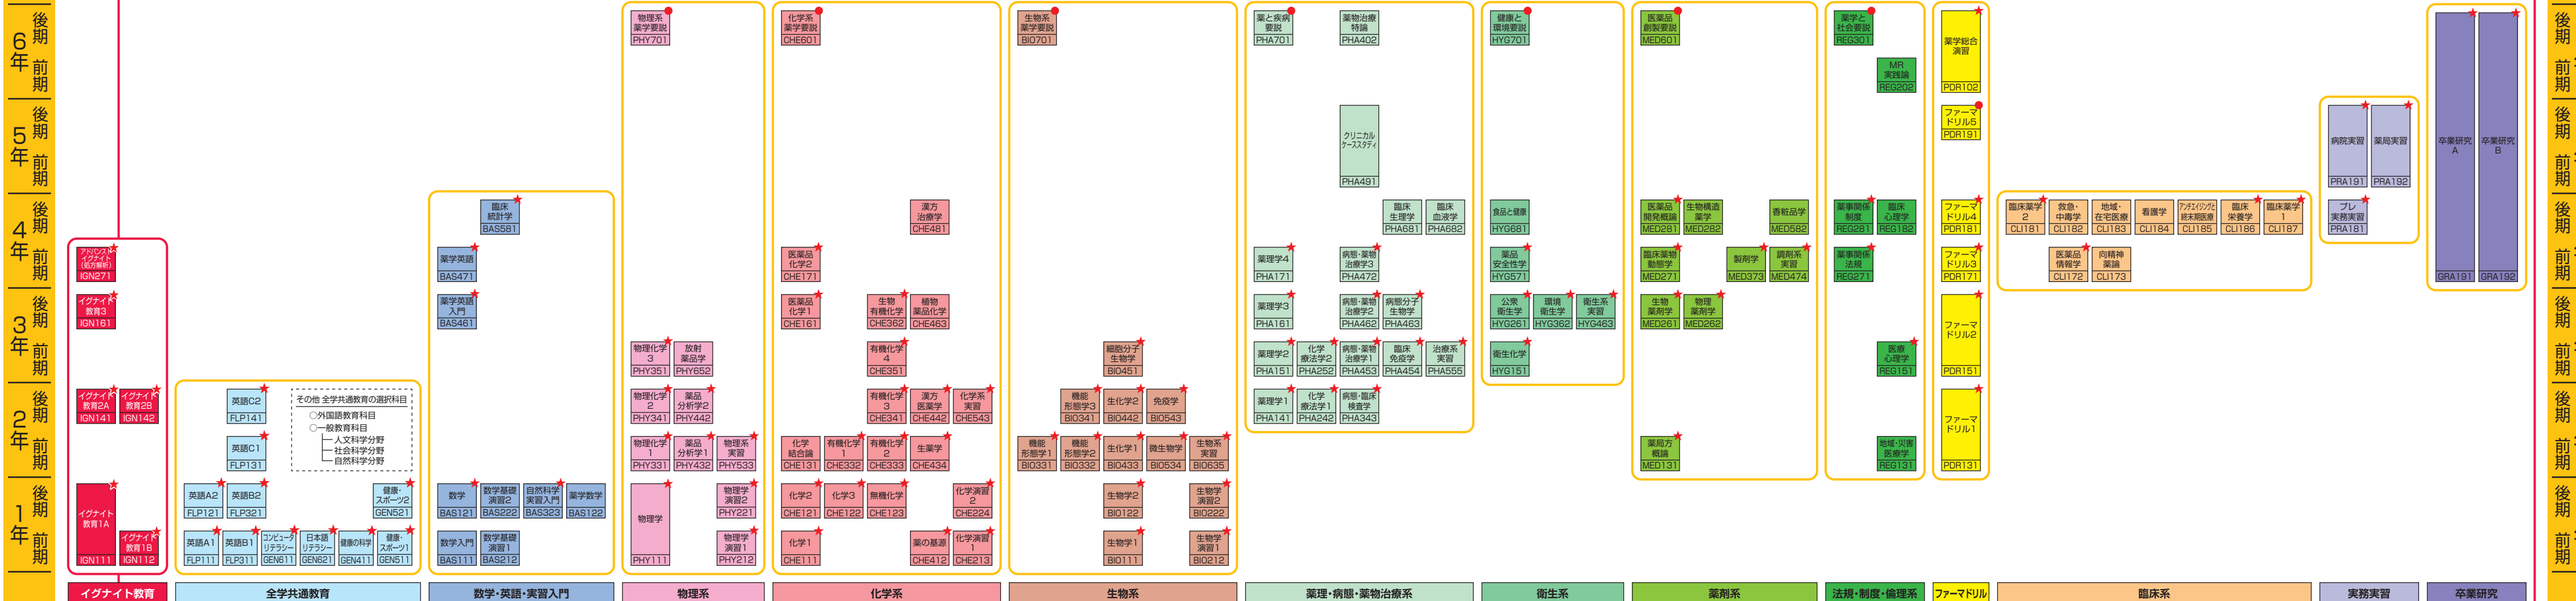 6年
後期
前期
5年
後期
前期
4年
後期
前期
3年
後期
前期
2年
後期
前期
1年
後期
前期
アドバンスト
イグナイト
(処方解析)
IGN271
イグナイト
教育3
IGN161
イグナイト
教育2A
IGN141
イグナイト
教育2B
IGN142
イグナイト
教育1A
IGN111
イグナイト
教育1B
IGN112
イグナイト教育
英語C2
FLP141
その他 全学共通教育の選択科目
○外国語教育科目
○一般教育科目
人文科学分野
社会科学分野
自然科学分野
英語C1
FLP131
英語A2
FLP121
英語B2
FLP321
健康・
スポーツ2
GEN521
英語A1
FLP111
英語B1
FLP311
コンピュータ
リテラシー
GEN611
日本語
リテラシー
GEN621
健康の科学
GEN411
健康・
スポーツ1
GEN511
全学共通教育
臨床
統計学
BAS581
薬学英語
BAS471
薬学英語
入門
BAS461
数学
BAS121
数学基礎
演習2
BAS222
自然科学
実習入門
BAS323
薬学数学
BAS122
数学入門
BAS111
数学基礎
演習1
BAS212
数学・英語・実習入門
物理系
薬学要説
PHY701
物理化学
3
PHY351
放射
薬品学
PHY652
物理化学
2
PHY341
薬品
分析学2
PHY442
物理化学
1
PHY331
薬品
分析学1
PHY432
物理系
実習
PHY533
物理学
PHY111
物理学
演習2
PHY221
物理学
演習1
PHY212
物理系
化学系
薬学要説
CHE601
漢方
治療学
CHE481
医薬品
化学2
CHE171
医薬品
化学1
CHE161
生物
有機化学
CHE362
植物
薬品化学
CHE463
有機化学
4
CHE351
有機化学
3
CHE341
漢方
医薬学
CHE442
化学系
実習
CHE543
化学
結合論
CHE131
有機化学
1
CHE332
有機化学
2
CHE333
生薬学
CHE434
化学2
CHE121
化学3
CHE122
無機化学
CHE123
化学演習
2
CHE224
化学1
CHE111
薬の基源
CHE412
化学演習
1
CHE213
化学系
生物系
薬学要説
BIO701
細胞分子
生物学
BIO451
機能
形態学3
BIO341
生化学2
BIO442
免疫学
BIO543
機能
形態学1
BIO331
機能
形態学2
BIO332
生化学1
BIO433
微生物学
BIO534
生物系
実習
BIO635
生物学2
BIO122
生物学
演習2
BIO222
生物学1
BIO111
生物学
演習1
BIO212
生物系
薬と疾病
要説
PHA701
薬物治療
特論
PHA402
クリニカル
ケーススタディ
PHA491
臨床
生理学
PHA681
臨床
血液学
PHA682
薬理学4
PHA171
病態・薬物
治療学3
PHA472
薬理学3
PHA161
病態・薬物
治療学2
PHA462
病態分子
生物学
PHA463
薬理学2
PHA151
化学
療法学2
PHA252
病態・薬物
治療学1
PHA453
臨床
免疫学
PHA454
治療系
実習
PHA555
薬理学1
PHA141
化学
療法学1
PHA242
病態・臨床
検査学
PHA343
薬理・病態・薬物治療系
健康と
環境要説
HYG701
食品と健康
HYG681
薬品
安全性学
HYG571
公衆
衛生学
HYG261
環境
衛生学
HYG362
衛生系
実習
HYG463
衛生化学
HYG151
衛生系
医薬品
創製要説
MED601
医薬品
開発概論
MED281
生物構造
薬学
MED282
香粧品学
MED582
臨床薬物
動態学
MED271
製剤学
MED373
調剤系
実習
MED474
生物
薬剤学
MED261
物理
薬剤学
MED262
薬局方
概論
MED131
薬剤系
薬学と
社会要説
REG301
MR
実践論
REG202
薬事関係
制度
REG281
臨床
心理学
REG182
薬事関係
法規
REG271
医療
心理学
REG151
地域・災害
医療学
REG131
法規・制度・倫理系
薬学総合
演習
PDR102
ファーマ
ドリル5
PDR191
ファーマ
ドリル4
PDR181
ファーマ
ドリル3
PDR171
ファーマ
ドリル2
PDR151
ファーマ
ドリル1
PDR131
ファーマドリル
臨床薬学
2
CLI181
救急・
中毒学
CLI182
地域・
在宅医療
CLI183
看護学
CLI184
アンチエイジングと
終末期医療
CLI185
臨床
栄養学
CLI186
臨床薬学
1
CLI187
医薬品
情報学
CLI172
向精神
薬論
CLI173
臨床系
病院実習
PRA191
薬局実習
PRA192
プレ
実務実習
PRA181
実務実習
卒業研究
A
GRA191
卒業研究
B
GRA192
卒業研究
後期
前期
後期
前期
後期
前期
後期
前期
後期
前期
後期
前期